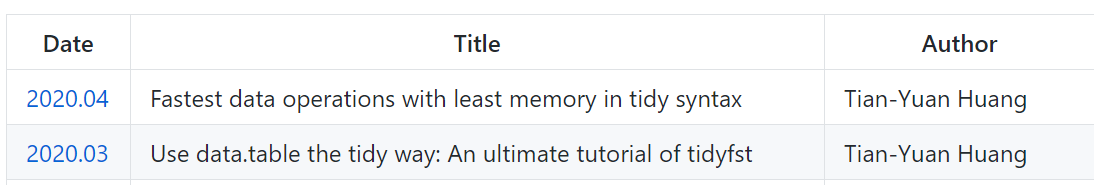 Date Title Author
2020.04 Fastest data operations with least memory in tidy syntax Tian-Yuan Huang
2020.03 Use data.table the tidy way: An ultimate tutorial of tidyfst Tian-Yuan Huang